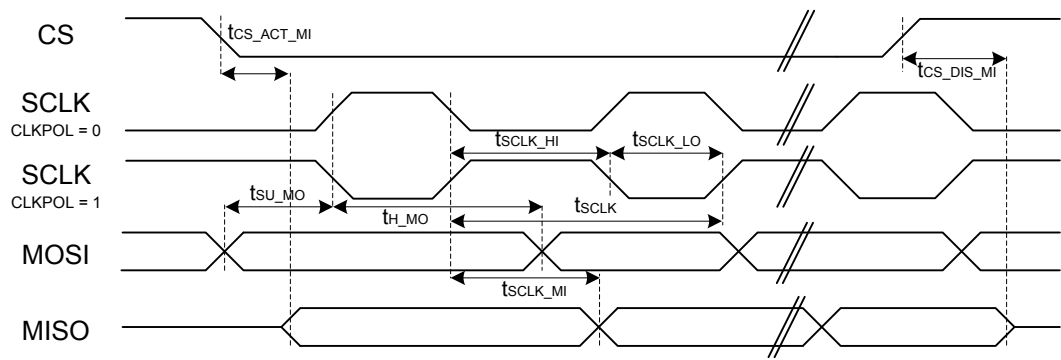 CS
tCS_ACT_MI
tCS_DIS_MI
SCLK
CLKPOL = 0
tSCLK_HI
tSCLK_LO
SCLK
CLKPOL = 1
tSU_MO
tH_MO
tSCLK
MOSI
tSCLK_MI
MISO